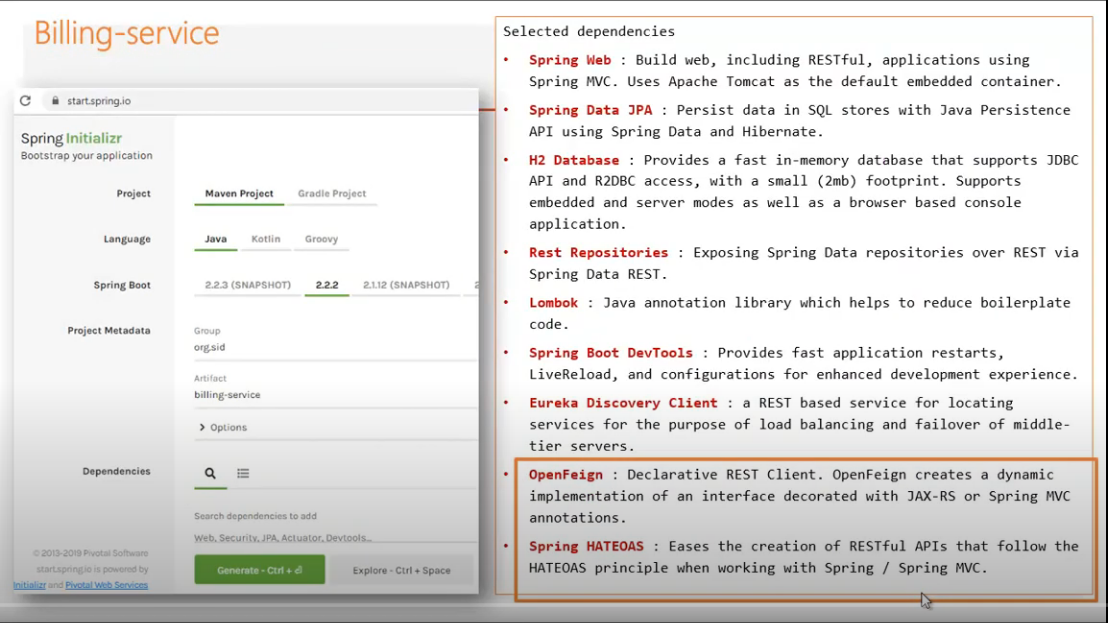 Billing-service
start.spring.io
Spring Initializr
Bootstrap your application
Project
Maven Project
Gradle Project
Language
Java
Kotlin
Groovy
Spring Boot
2.2.3 (SNAPSHOT)
2.2.2
2.1.12 (SNAPSHOT)
2
Project Metadata
Group
org.sid
Artifact
billing-service
Options
Dependencies
Search dependencies to add
Web, Security, JPA, Actuator, Devtools...
© 2013-2019 Pivotal Software
start.spring.io is powered by
Initializr and Pivotal Web Services
Generate - Ctrl + ⏎
Explore - Ctrl + Space
Selected dependencies
• Spring Web : Build web, including RESTful, applications using
Spring MVC. Uses Apache Tomcat as the default embedded container.
• Spring Data JPA : Persist data in SQL stores with Java Persistence
API using Spring Data and Hibernate.
• H2 Database : Provides a fast in-memory database that supports JDBC
API and R2DBC access, with a small (2mb) footprint. Supports
embedded and server modes as well as a browser based console
application.
• Rest Repositories : Exposing Spring Data repositories over REST via
Spring Data REST.
• Lombok : Java annotation library which helps to reduce boilerplate
code.
• Spring Boot DevTools : Provides fast application restarts,
LiveReload, and configurations for enhanced development experience.
• Eureka Discovery Client : a REST based service for locating
services for the purpose of load balancing and failover of middle-
tier servers.
• OpenFeign : Declarative REST Client. OpenFeign creates a dynamic
implementation of an interface decorated with JAX-RS or Spring MVC
annotations.
• Spring HATEOAS : Eases the creation of RESTful APIs that follow the
HATEOAS principle when working with Spring / Spring MVC.